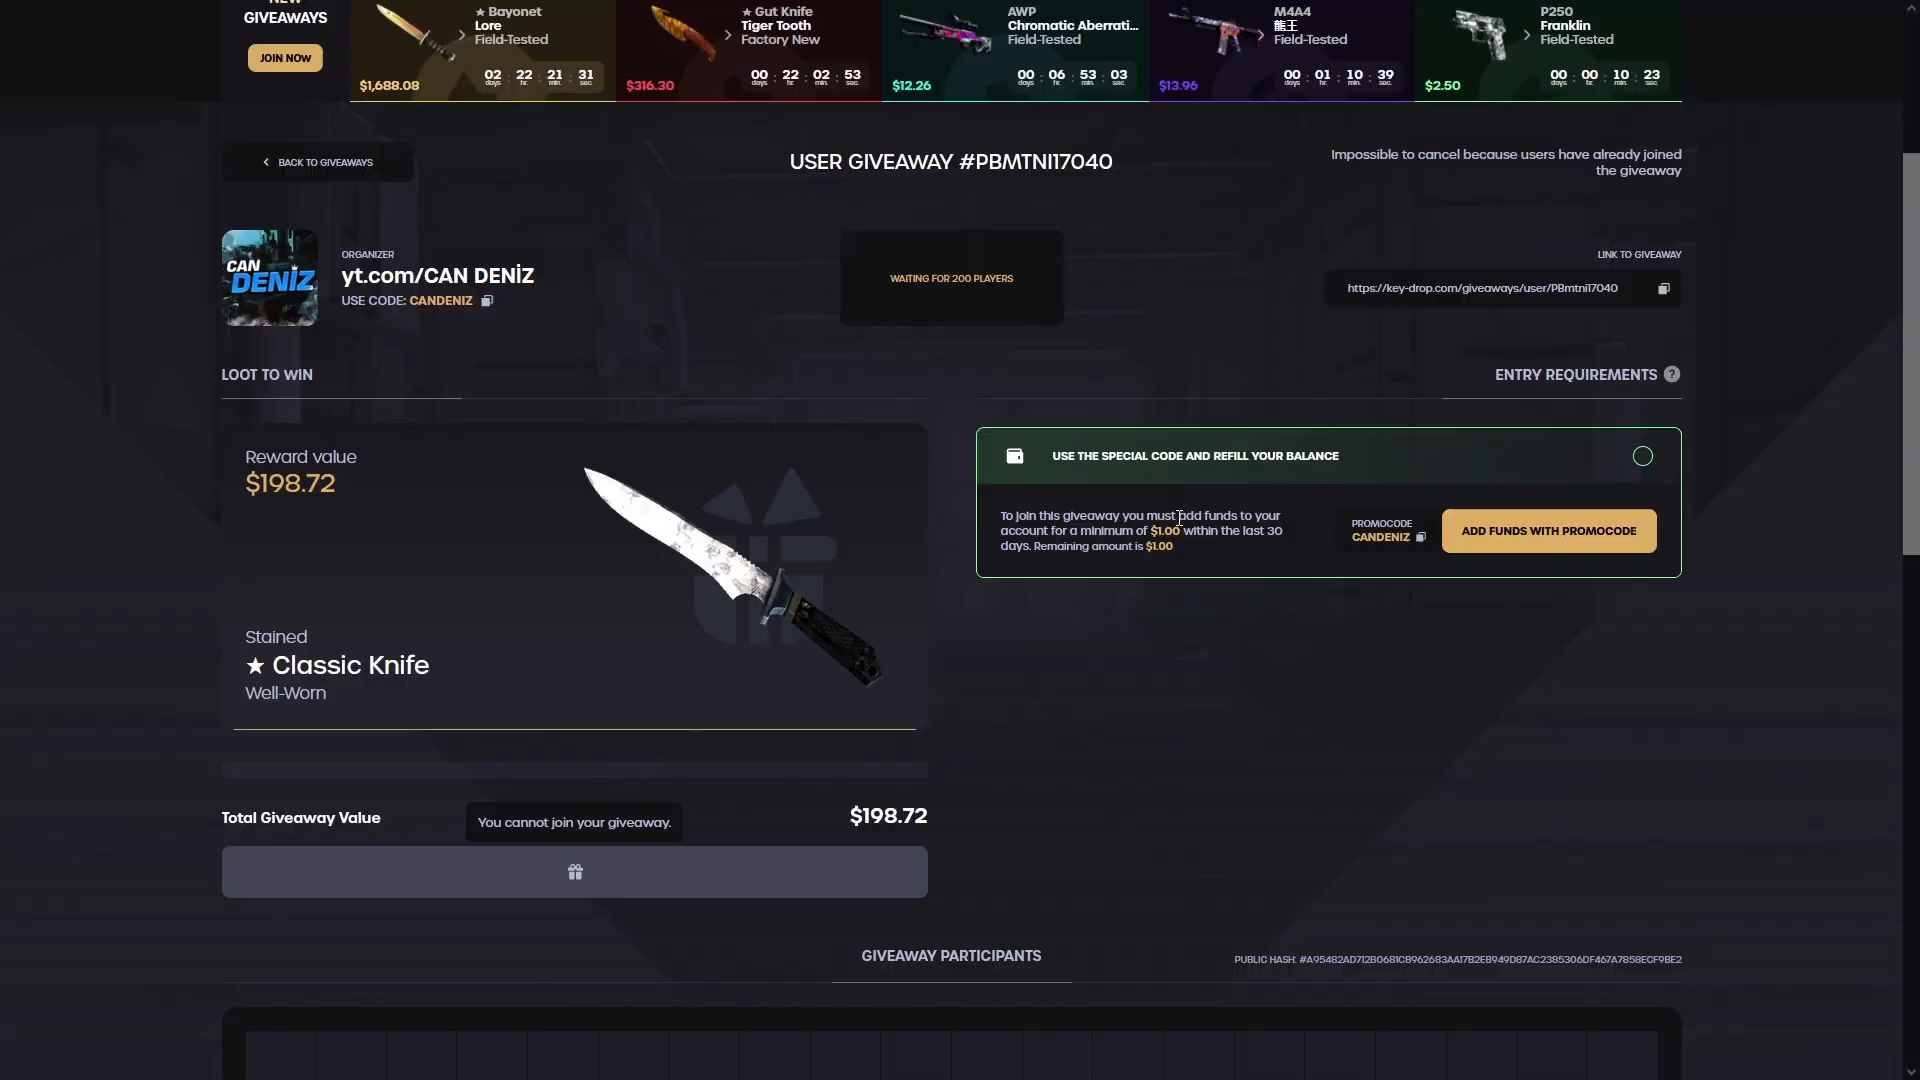 NEW
GIVEAWAYS
JOIN NOW
★ Bayonet
Lore
Field-Tested
$1,688.08
02 : 22 : 21 : 31
days hr. min. sec.
★ Gut Knife
Tiger Tooth
Factory New
$316.30
00 : 22 : 02 : 53
days hr. min. sec.
AWP
Chromatic Aberrati...
Field-Tested
$12.26
00 : 06 : 53 : 03
days hr. min. sec.
M4A4
龍王
Field-Tested
$13.96
00 : 01 : 10 : 39
days hr. min. sec.
P250
Franklin
Field-Tested
$2.50
00 : 00 : 10 : 23
days hr. min. sec.
BACK TO GIVEAWAYS
USER GIVEAWAY #PBMTNI17040
Impossible to cancel because users have already joined
the giveaway
CAN
DENİZ
ORGANIZER
yt.com/CAN DENİZ
USE CODE: CANDENIZ
WAITING FOR 200 PLAYERS
LINK TO GIVEAWAY
https://key-drop.com/giveaways/user/PBmtni17040
LOOT TO WIN
ENTRY REQUIREMENTS ?
Reward value
$198.72
Stained
★ Classic Knife
Well-Worn
USE THE SPECIAL CODE AND REFILL YOUR BALANCE
To join this giveaway you must add funds to your
account for a minimum of $1.00 within the last 30
days. Remaining amount is $1.00
PROMOCODE
CANDENIZ
ADD FUNDS WITH PROMOCODE
Total Giveaway Value
You cannot join your giveaway.
$198.72
GIVEAWAY PARTICIPANTS
PUBLIC HASH: #A95482AD712B0681CB962683AA17B2EB949D87AC2385306DF467A7858ECF9BE2